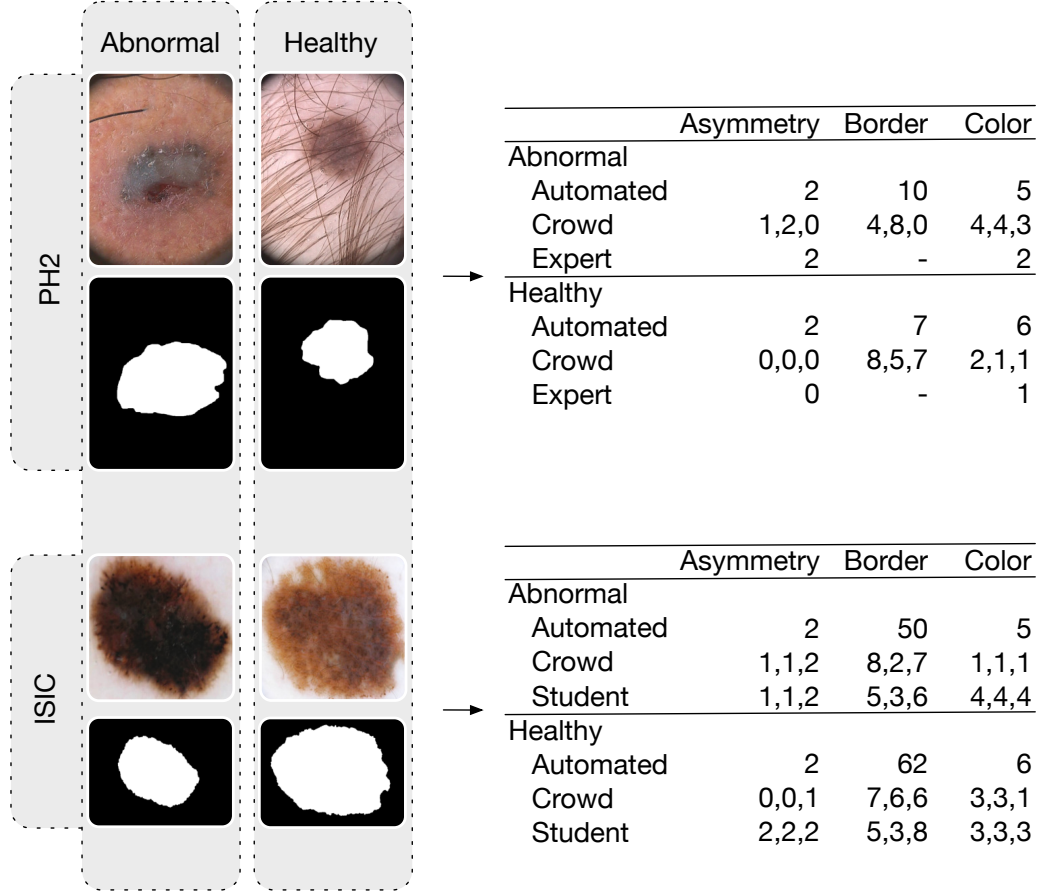 Abnormal Healthy
PH2
Asymmetry Border Color
Abnormal
Automated 2 10 5
Crowd 1,2,0 4,8,0 4,4,3
Expert 2 - 2
Healthy
Automated 2 7 6
Crowd 0,0,0 8,5,7 2,1,1
Expert 0 - 1
ISIC
Asymmetry Border Color
Abnormal
Automated 2 50 5
Crowd 1,1,2 8,2,7 1,1,1
Student 1,1,2 5,3,6 4,4,4
Healthy
Automated 2 62 6
Crowd 0,0,1 7,6,6 3,3,1
Student 2,2,2 5,3,8 3,3,3